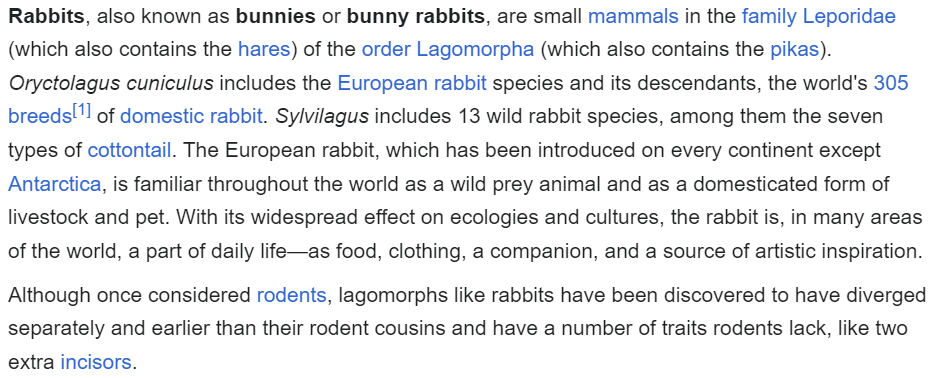 Rabbits, also known as bunnies or bunny rabbits, are small mammals in the family Leporidae
(which also contains the hares) of the order Lagomorpha (which also contains the pikas).
Oryctolagus cuniculus includes the European rabbit species and its descendants, the world's 305
breeds[1] of domestic rabbit. Sylvilagus includes 13 wild rabbit species, among them the seven
types of cottontail. The European rabbit, which has been introduced on every continent except
Antarctica, is familiar throughout the world as a wild prey animal and as a domesticated form of
livestock and pet. With its widespread effect on ecologies and cultures, the rabbit is, in many areas
of the world, a part of daily life—as food, clothing, a companion, and a source of artistic inspiration.
Although once considered rodents, lagomorphs like rabbits have been discovered to have diverged
separately and earlier than their rodent cousins and have a number of traits rodents lack, like two
extra incisors.